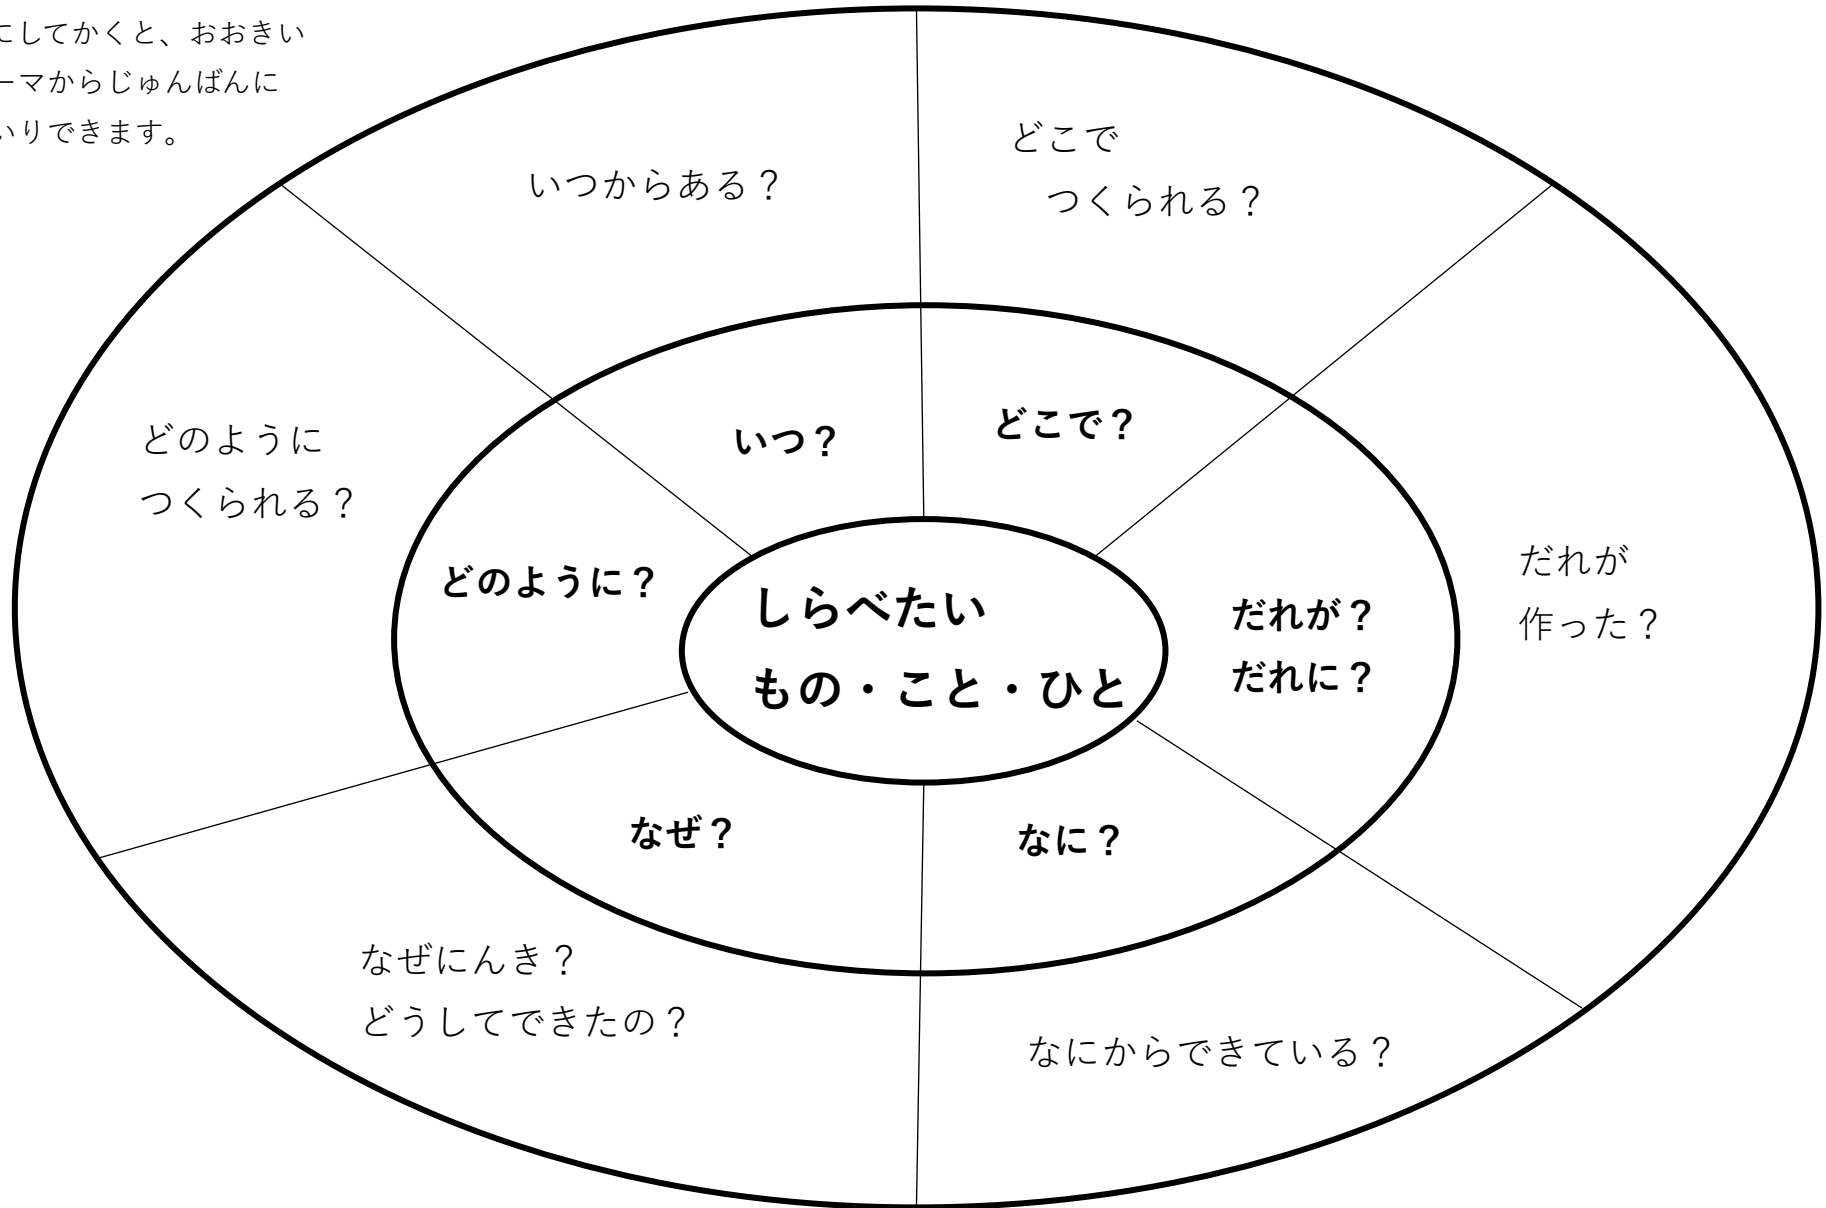 にしてかくと、おおきい
ーマからじゅんばんに
いりできます。
いつからある？
どこで
つくられる？
どのように
つくられる？
いつ？
どこで？
どのように？
しらべたい
もの・こと・ひと
だれが？
だれに？
だれが
作った？
なぜ？
なに？
なぜにんき？
どうしてできたの？
なにからできている？